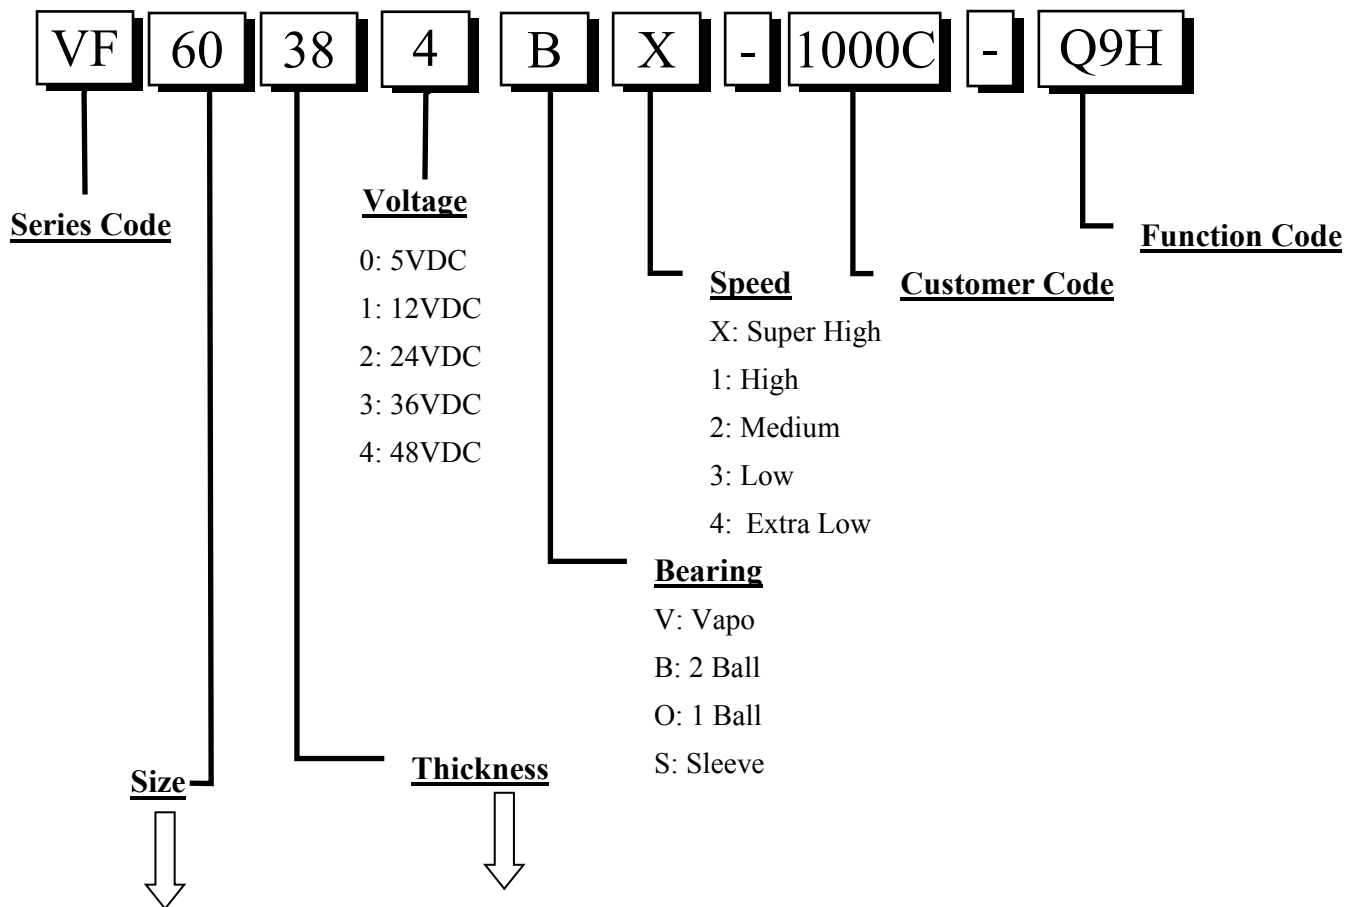 VF 60 38 4 B X - 1000C - Q9H
Series Code
Voltage
0: 5VDC
1: 12VDC
2: 24VDC
3: 36VDC
4: 48VDC
Function Code
Customer Code
Speed
X: Super High
1: High
2: Medium
3: Low
4: Extra Low
Bearing
V: Vapo
B: 2 Ball
O: 1 Ball
S: Sleeve
Thickness
Size